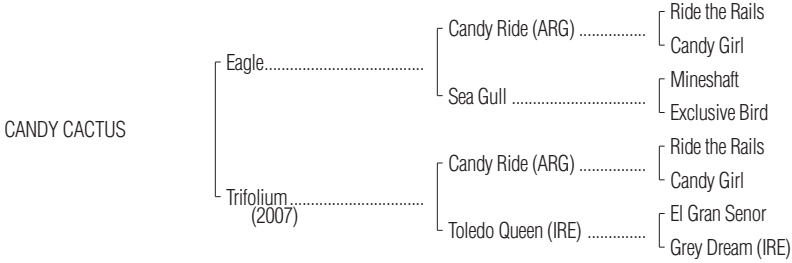 Ride the Rails
Candy Ride (ARG) ................
Candy Girl
Eagle.....................................
Mineshaft
Sea Gull ................................
Exclusive Bird
CANDY CACTUS
Ride the Rails
Candy Ride (ARG) ................
Candy Girl
Trifolium................................
(2007)
El Gran Senor
Toledo Queen (IRE) ..............
Grey Dream (IRE)